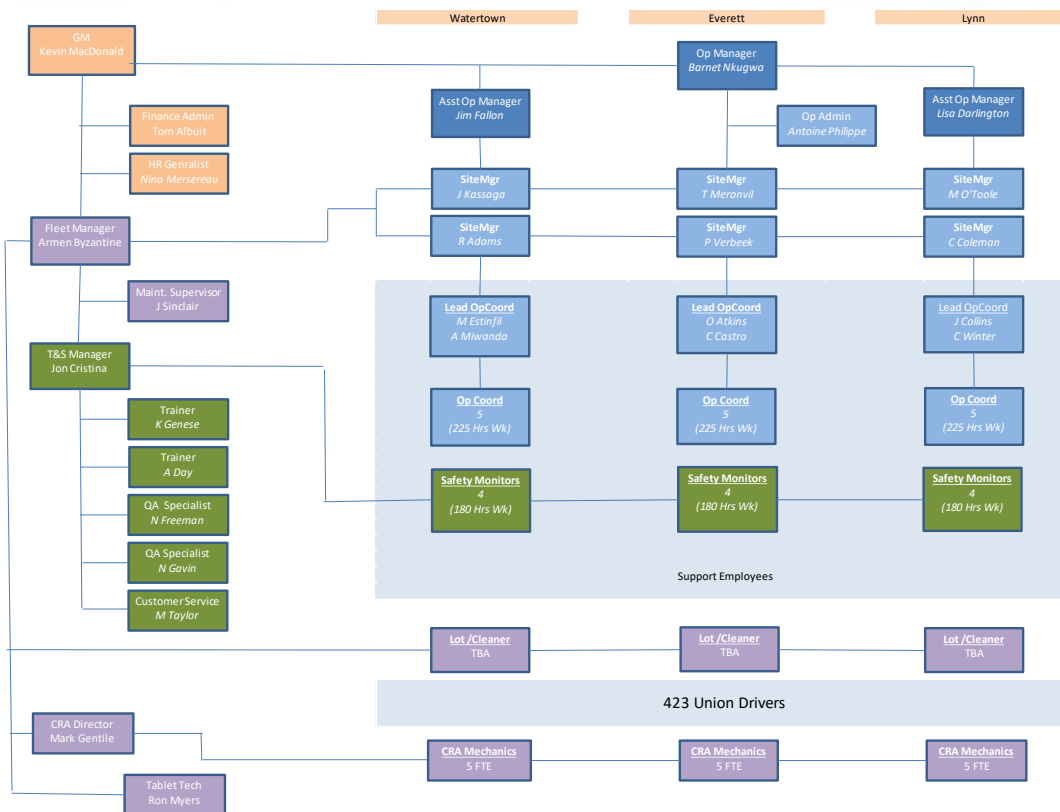 Watertown
Everett
Lynn
GM
Kevin MacDonald
Op Manager
Barnet Nkugwa
Asst Op Manager
Jim Fallon
Asst Op Manager
Lisa Darlington
Finance Admin
Tom Albuit
Op Admin
Antoine Philippe
HR Genralist
Nina Mersereau
SiteMgr
J Kassaga
SiteMgr
T Meronvil
SiteMgr
M O'Toole
Fleet Manager
Armen Byzantine
SiteMgr
R Adams
SiteMgr
P Verbeek
SiteMgr
C Coleman
Maint. Supervisor
J Sinclair
Lead OpCoord
M Estinfil
A Miwanda
Lead OpCoord
O Atkins
C Castro
Lead OpCoord
J Collins
C Winter
T&S Manager
Jon Cristina
Trainer
K Genese
Op Coord
5
(225 Hrs Wk)
Op Coord
5
(225 Hrs Wk)
Op Coord
5
(225 Hrs Wk)
Trainer
A Day
Safety Monitors
4
(180 Hrs Wk)
Safety Monitors
4
(180 Hrs Wk)
Safety Monitors
4
(180 Hrs Wk)
QA Specialist
N Freeman
QA Specialist
N Gavin
Support Employees
Customer Service
M Taylor
Lot /Cleaner
TBA
Lot /Cleaner
TBA
Lot /Cleaner
TBA
423 Union Drivers
CRA Director
Mark Gentile
CRA Mechanics
5 FTE
CRA Mechanics
5 FTE
CRA Mechanics
5 FTE
Tablet Tech
Ron Myers